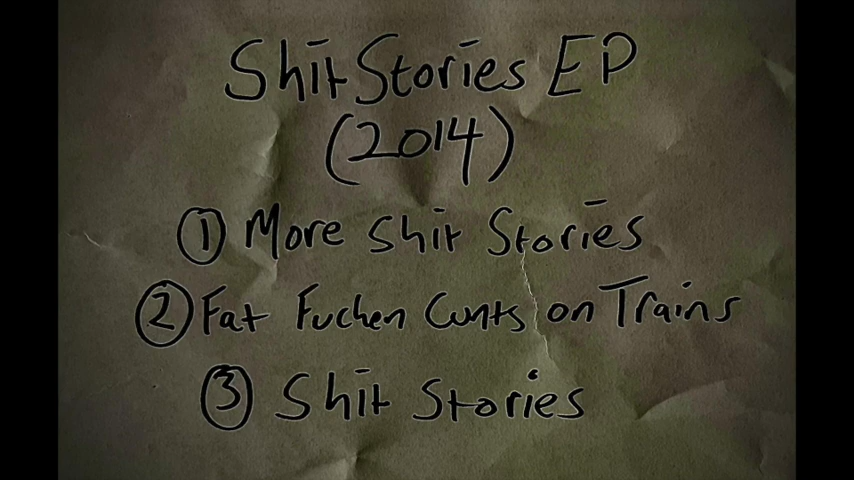 Shit Stories EP
(2014)
① More Shit Stories
② Fat Fucken Cunts on Trains
③ Shit Stories